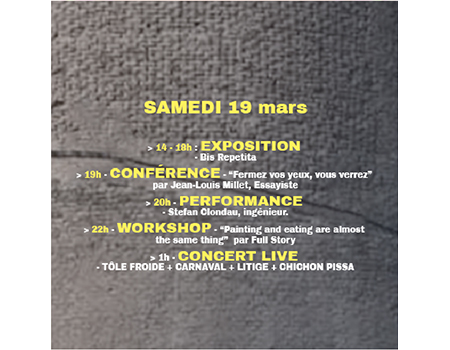 SAMEDI 19 mars
> 14 - 18h : EXPOSITION
- Bis Repetita
> 19h - CONFÉRENCE - “Fermez vos yeux, vous verrez”
par Jean-Louis Millet, Essayiste
> 20h - PERFORMANCE
- Stefan Clondau, ingénieur.
> 22h - WORKSHOP - “Painting and eating are almost
the same thing” par Full Story
> 1h - CONCERT LIVE
- TÔLE FROIDE + CARNAVAL + LITIGE + CHICHON PISSA